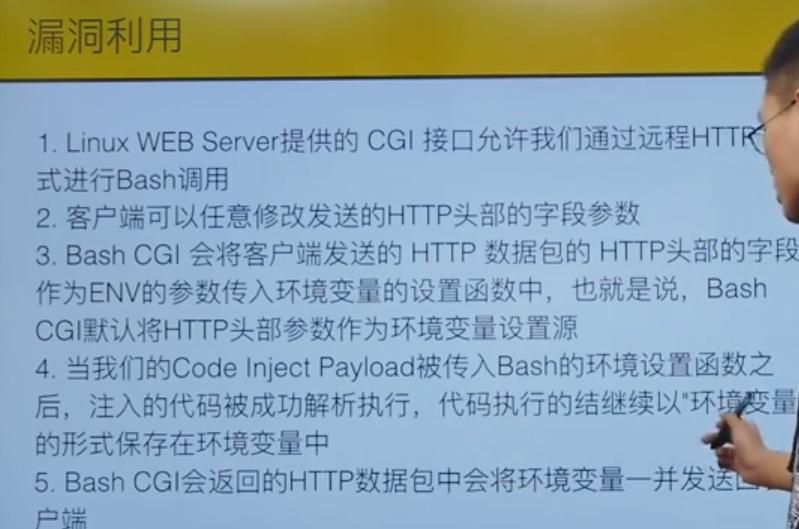 漏洞利用
1. Linux WEB Server提供的 CGI 接口允许我们通过远程HTTP
式进行Bash调用
2. 客户端可以任意修改发送的HTTP头部的字段参数
3. Bash CGI 会将客户端发送的 HTTP 数据包的 HTTP头部的字段
作为ENV的参数传入环境变量的设置函数中，也就是说，Bash
CGI默认将HTTP头部参数作为环境变量设置源
4. 当我们的Code Inject Payload被传入Bash的环境设置函数之
后，注入的代码被成功解析执行，代码执行的结继续以"环境变量
的形式保存在环境变量中
5. Bash CGI会返回的HTTP数据包中会将环境变量一并发送回
户端